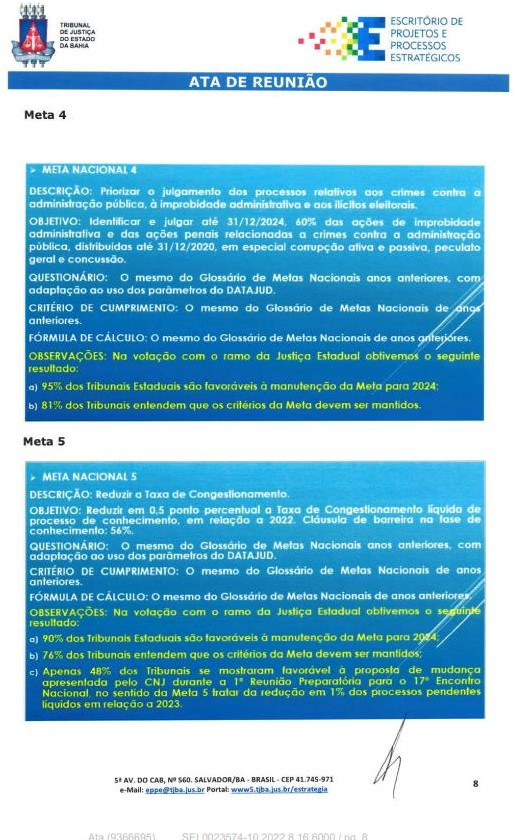 TRIBUNAL
DE JUSTIÇA
DO ESTADO
DA BAHIA
ESCRITÓRIO DE
PROJETOS E
PROCESSOS
ESTRATÉGICOS
ATA DE REUNIÃO
Meta 4
➢ META NACIONAL 4
DESCRIÇÃO: Priorizar o julgamento dos processos relativos aos crimes contra a
administração pública, à improbidade administrativa e aos ilícitos eleitorais.
OBJETIVO: Identificar e julgar até 31/12/2024, 60% das ações de improbidade
administrativa e das ações penais relacionadas a crimes contra a administração
pública, distribuídas até 31/12/2020, em especial corrupção ativa e passiva, peculato
geral e concussão.
QUESTIONÁRIO: O mesmo do Glossário de Metas Nacionais anos anteriores, com
adaptação ao uso dos parâmetros do DATAJUD.
CRITÉRIO DE CUMPRIMENTO: O mesmo do Glossário de Metas Nacionais de anos
anteriores.
FÓRMULA DE CÁLCULO: O mesmo do Glossário de Metas Nacionais de anos anteriores.
OBSERVAÇÕES: Na votação com o ramo da Justiça Estadual obtivemos o seguinte
resultado:
a) 95% dos Tribunais Estaduais são favoráveis à manutenção da Meta para 2024;
b) 81% dos Tribunais entendem que os critérios da Meta devem ser mantidos.
Meta 5
➢ META NACIONAL 5
DESCRIÇÃO: Reduzir a Taxa de Congestionamento.
OBJETIVO: Reduzir em 0,5 ponto percentual a Taxa de Congestionamento líquida de
processo de conhecimento, em relação a 2022. Cláusula de barreira na fase de
conhecimento: 56%.
QUESTIONÁRIO: O mesmo do Glossário de Metas Nacionais anos anteriores, com
adaptação ao uso dos parâmetros do DATAJUD.
CRITÉRIO DE CUMPRIMENTO: O mesmo do Glossário de Metas Nacionais de anos
anteriores.
FÓRMULA DE CÁLCULO: O mesmo do Glossário de Metas Nacionais de anos anteriores.
OBSERVAÇÕES: Na votação com o ramo da Justiça Estadual obtivemos o seguinte
resultado:
a) 90% dos Tribunais Estaduais são favoráveis à manutenção da Meta para 2024;
b) 76% dos Tribunais entendem que os critérios da Meta devem ser mantidos;
c) Apenas 48% dos Tribunais se mostraram favorável à proposta de mudança
apresentada pelo CNJ durante a 1ª Reunião Preparatória para o 17º Encontro
Nacional, no sentido da Meta 5 tratar da redução em 1% dos processos pendentes
líquidos em relação a 2023.
5ª AV. DO CAB, Nº 560. SALVADOR/BA - BRASIL - CEP 41.745-971
e-Mail: eppe@tjba.jus.br Portal: www5.tjba.jus.br/estrategia
8
Ata (9366695) SEI 0023574-10.2022.8.16.6000 / pg. 8